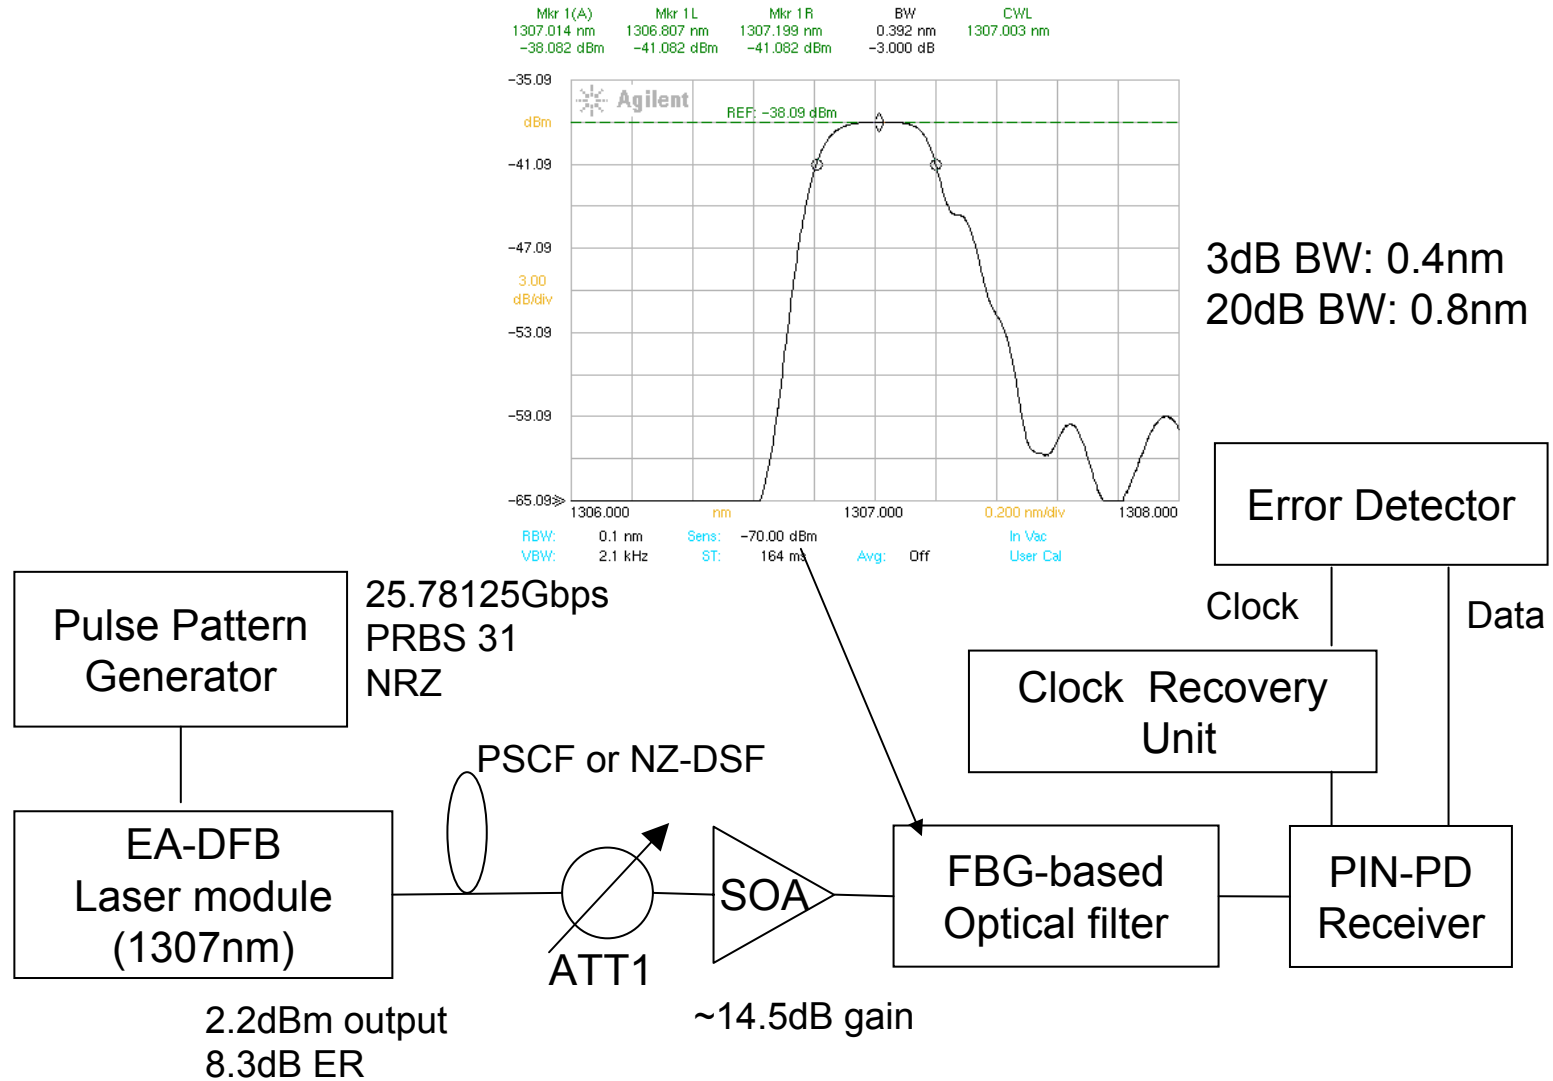 Mkr 1(A) Mkr 1L Mkr 1R BW CWL
1307.014 nm 1306.807 nm 1307.199 nm 0.392 nm 1307.003 nm
−38.082 dBm −41.082 dBm −41.082 dBm −3.000 dB
−35.09
Agilent
REF: −38.09 dBm
dBm
−41.09
−47.09
3.00
dB/div
−53.09
−59.09
−65.09
1306.000 nm 1307.000 0.200 nm/div 1308.000
RBW: 0.1 nm Sens: −70.00 dBm In Vac
VBW: 2.1 kHz ST: 164 ms Avg: Off User Cal
3dB BW: 0.4nm
20dB BW: 0.8nm
Error Detector
Clock
Data
Clock Recovery
Unit
Pulse Pattern
Generator
25.78125Gbps
PRBS 31
NRZ
PSCF or NZ-DSF
EA-DFB
Laser module
(1307nm)
2.2dBm output
8.3dB ER
ATT1
SOA
~14.5dB gain
FBG-based
Optical filter
PIN-PD
Receiver